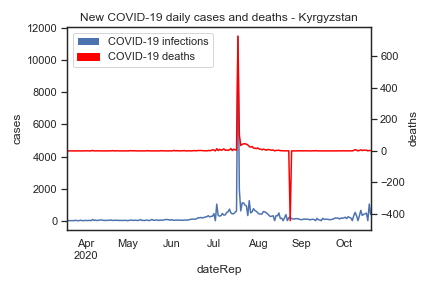 New COVID-19 daily cases and deaths - Kyrgyzstan
12000
10000
8000
6000
4000
2000
0
cases
COVID-19 infections
COVID-19 deaths
600
400
200
0
−200
−400
deaths
Apr
2020
May
Jun
Jul
Aug
Sep
Oct
dateRep